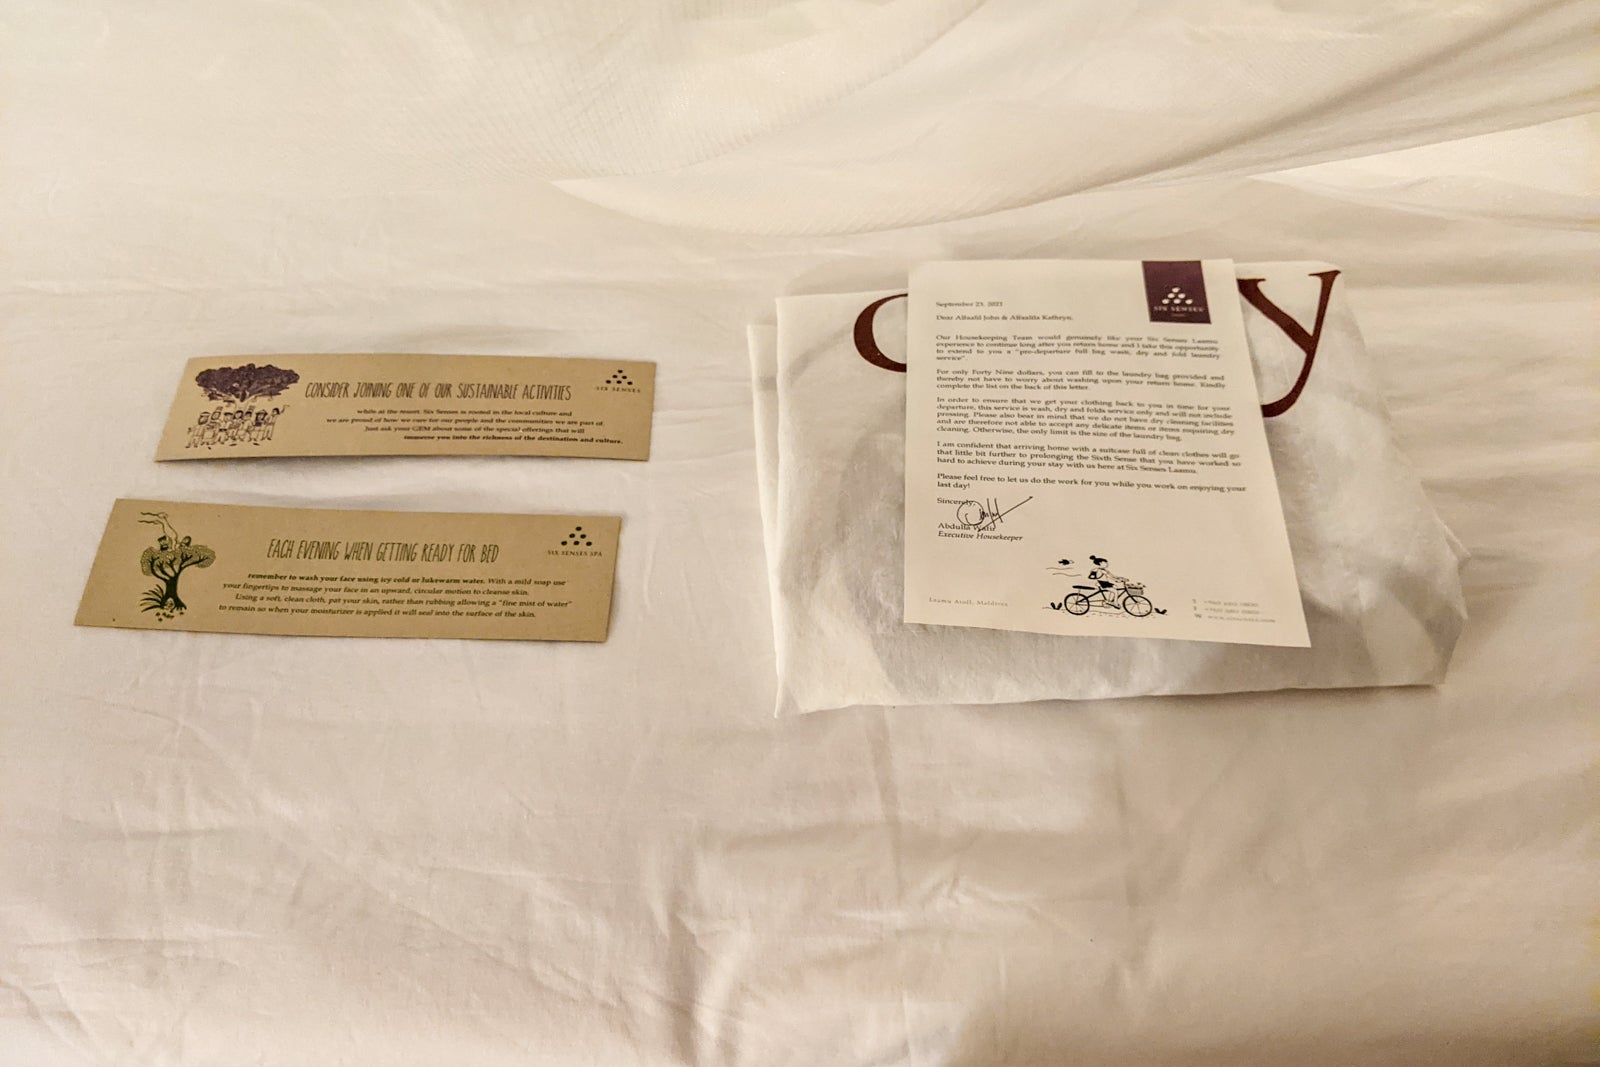 CONSIDER JOINING ONE OF OUR SUSTAINABLE ACTIVITIES
while at the resort. Six Senses is rooted in the local culture and
we are proud of how we care for our people and the communities we are part of.
Just ask your GEM about some of the special offerings that will
immerse you into the richness of the destination and culture.
SIX SENSES
EACH EVENING WHEN GETTING READY FOR BED
remember to wash your face using icy cold or lukewarm water. With a mild soap use
your fingertips to massage your face in an upward, circular motion to cleanse skin.
Using a soft, clean cloth, pat your skin, rather than rubbing allowing a "fine mist of water"
to remain so when your moisturizer is applied it will seal into the surface of the skin.
SIX SENSES SPA
y
SIX SENSES
September 23, 2021
Dear Alfaalil John & Alfaalila Kathryn,
Our Housekeeping Team would genuinely like your Six Senses Laamu
experience to continue long after you return home and I take this opportunity
to extend to you a "pre-departure full bag wash, dry and fold laundry
service".
For only Forty Nine dollars, you can fill to the laundry bag provided and
thereby not have to worry about washing upon your return home. Kindly
complete the list on the back of this letter.
In order to ensure that we get your clothing back to you in time for your
departure, this service is wash, dry and folds service only and will not include
pressing. Please also bear in mind that we do not have dry cleaning facilities
and are therefore not able to accept any delicate items or items requiring dry
cleaning. Otherwise, the only limit is the size of the laundry bag.
I am confident that arriving home with a suitcase full of clean clothes will go
that little bit further to prolonging the Sixth Sense that you have worked so
hard to achieve during your stay with us here at Six Senses Laamu.
Please feel free to let us do the work for you while you work on enjoying your
last day!
Sincerely,
Abdulla
Executive Housekeeper
Laamu Atoll, Maldives